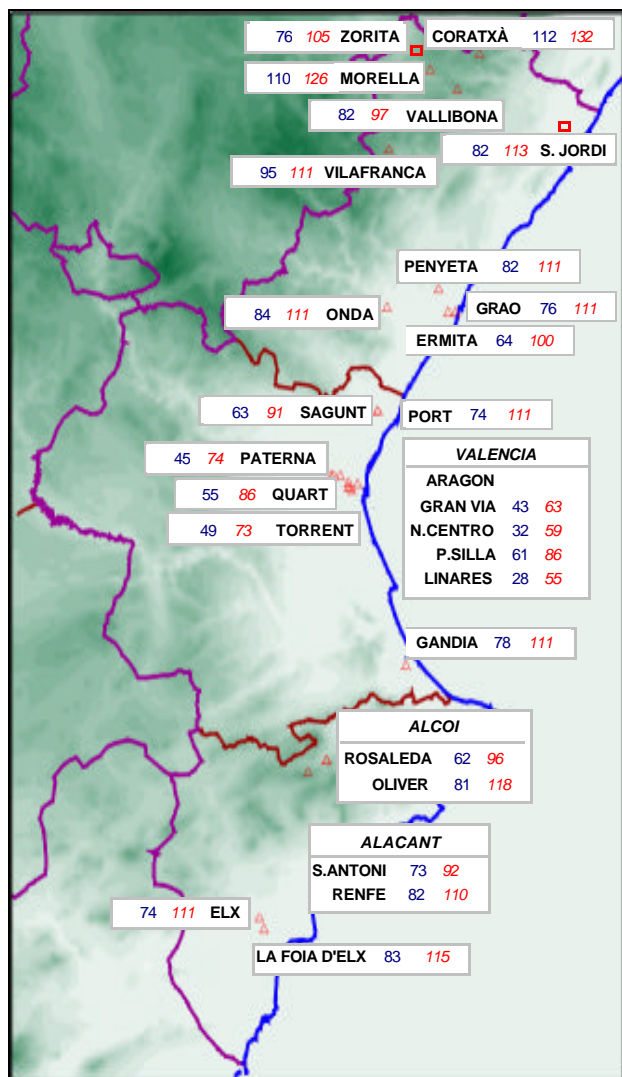 76 105 ZORITA
CORATXÀ 112 132
110 126 MORELLA
82 97 VALLIBONA
82 113 S. JORDI
95 111 VILAFRANCA
PENYETA 82 111
84 111 ONDA
GRAO 76 111
ERMITA 64 100
63 91 SAGUNT
PORT 74 111
45 74 PATERNA
55 86 QUART
49 73 TORRENT
VALENCIA
ARAGON
GRAN VIA 43 63
N.CENTRO 32 59
P.SILLA 61 86
LINARES 28 55
GANDIA 78 111
ALCOI
ROSALEDA 62 96
OLIVER 81 118
ALACANT
S.ANTONI 73 92
RENFE 82 110
74 111 ELX
LA FOIA D'ELX 83 115